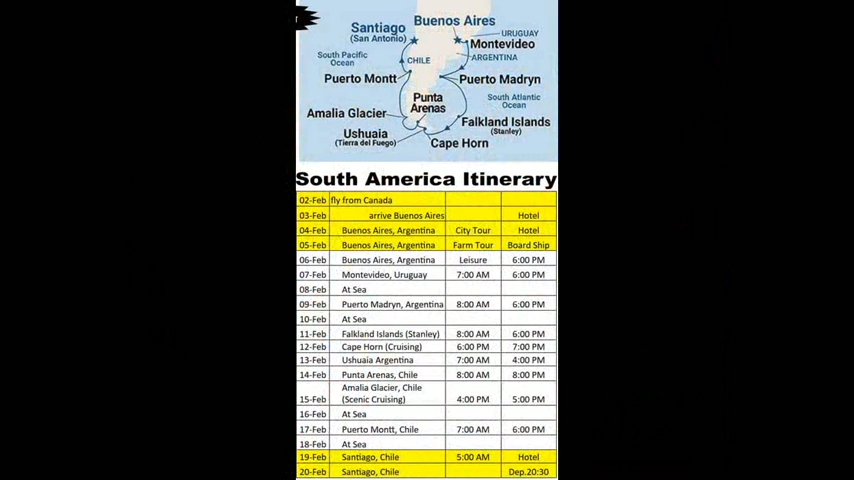 Buenos Aires
Santiago
(San Antonio)
URUGUAY
Montevideo
South Pacific
Ocean
CHILE
ARGENTINA
Puerto Montt
Puerto Madryn
Punta
Arenas
South Atlantic
Ocean
Amalia Glacier
Falkland Islands
(Stanley)
Ushuaia
(Tierra del Fuego)
Cape Horn
South America Itinerary
02-Feb fly from Canada
03-Feb arrive Buenos Aires Hotel
04-Feb Buenos Aires, Argentina City Tour Hotel
05-Feb Buenos Aires, Argentina Farm Tour Board Ship
06-Feb Buenos Aires, Argentina Leisure 6:00 PM
07-Feb Montevideo, Uruguay 7:00 AM 6:00 PM
08-Feb At Sea
09-Feb Puerto Madryn, Argentina 8:00 AM 6:00 PM
10-Feb At Sea
11-Feb Falkland Islands (Stanley) 8:00 AM 6:00 PM
12-Feb Cape Horn (Cruising) 6:00 PM 7:00 PM
13-Feb Ushuaia Argentina 7:00 AM 4:00 PM
14-Feb Punta Arenas, Chile 8:00 AM 8:00 PM
Amalia Glacier, Chile
15-Feb (Scenic Cruising) 4:00 PM 5:00 PM
16-Feb At Sea
17-Feb Puerto Montt, Chile 7:00 AM 6:00 PM
18-Feb At Sea
19-Feb Santiago, Chile 5:00 AM Hotel
20-Feb Santiago, Chile Dep.20:30